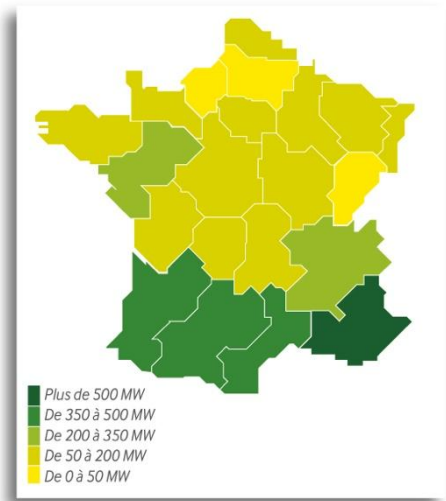 Plus de 500 MW
De 350 à 500 MW
De 200 à 350 MW
De 50 à 200 MW
De 0 à 50 MW